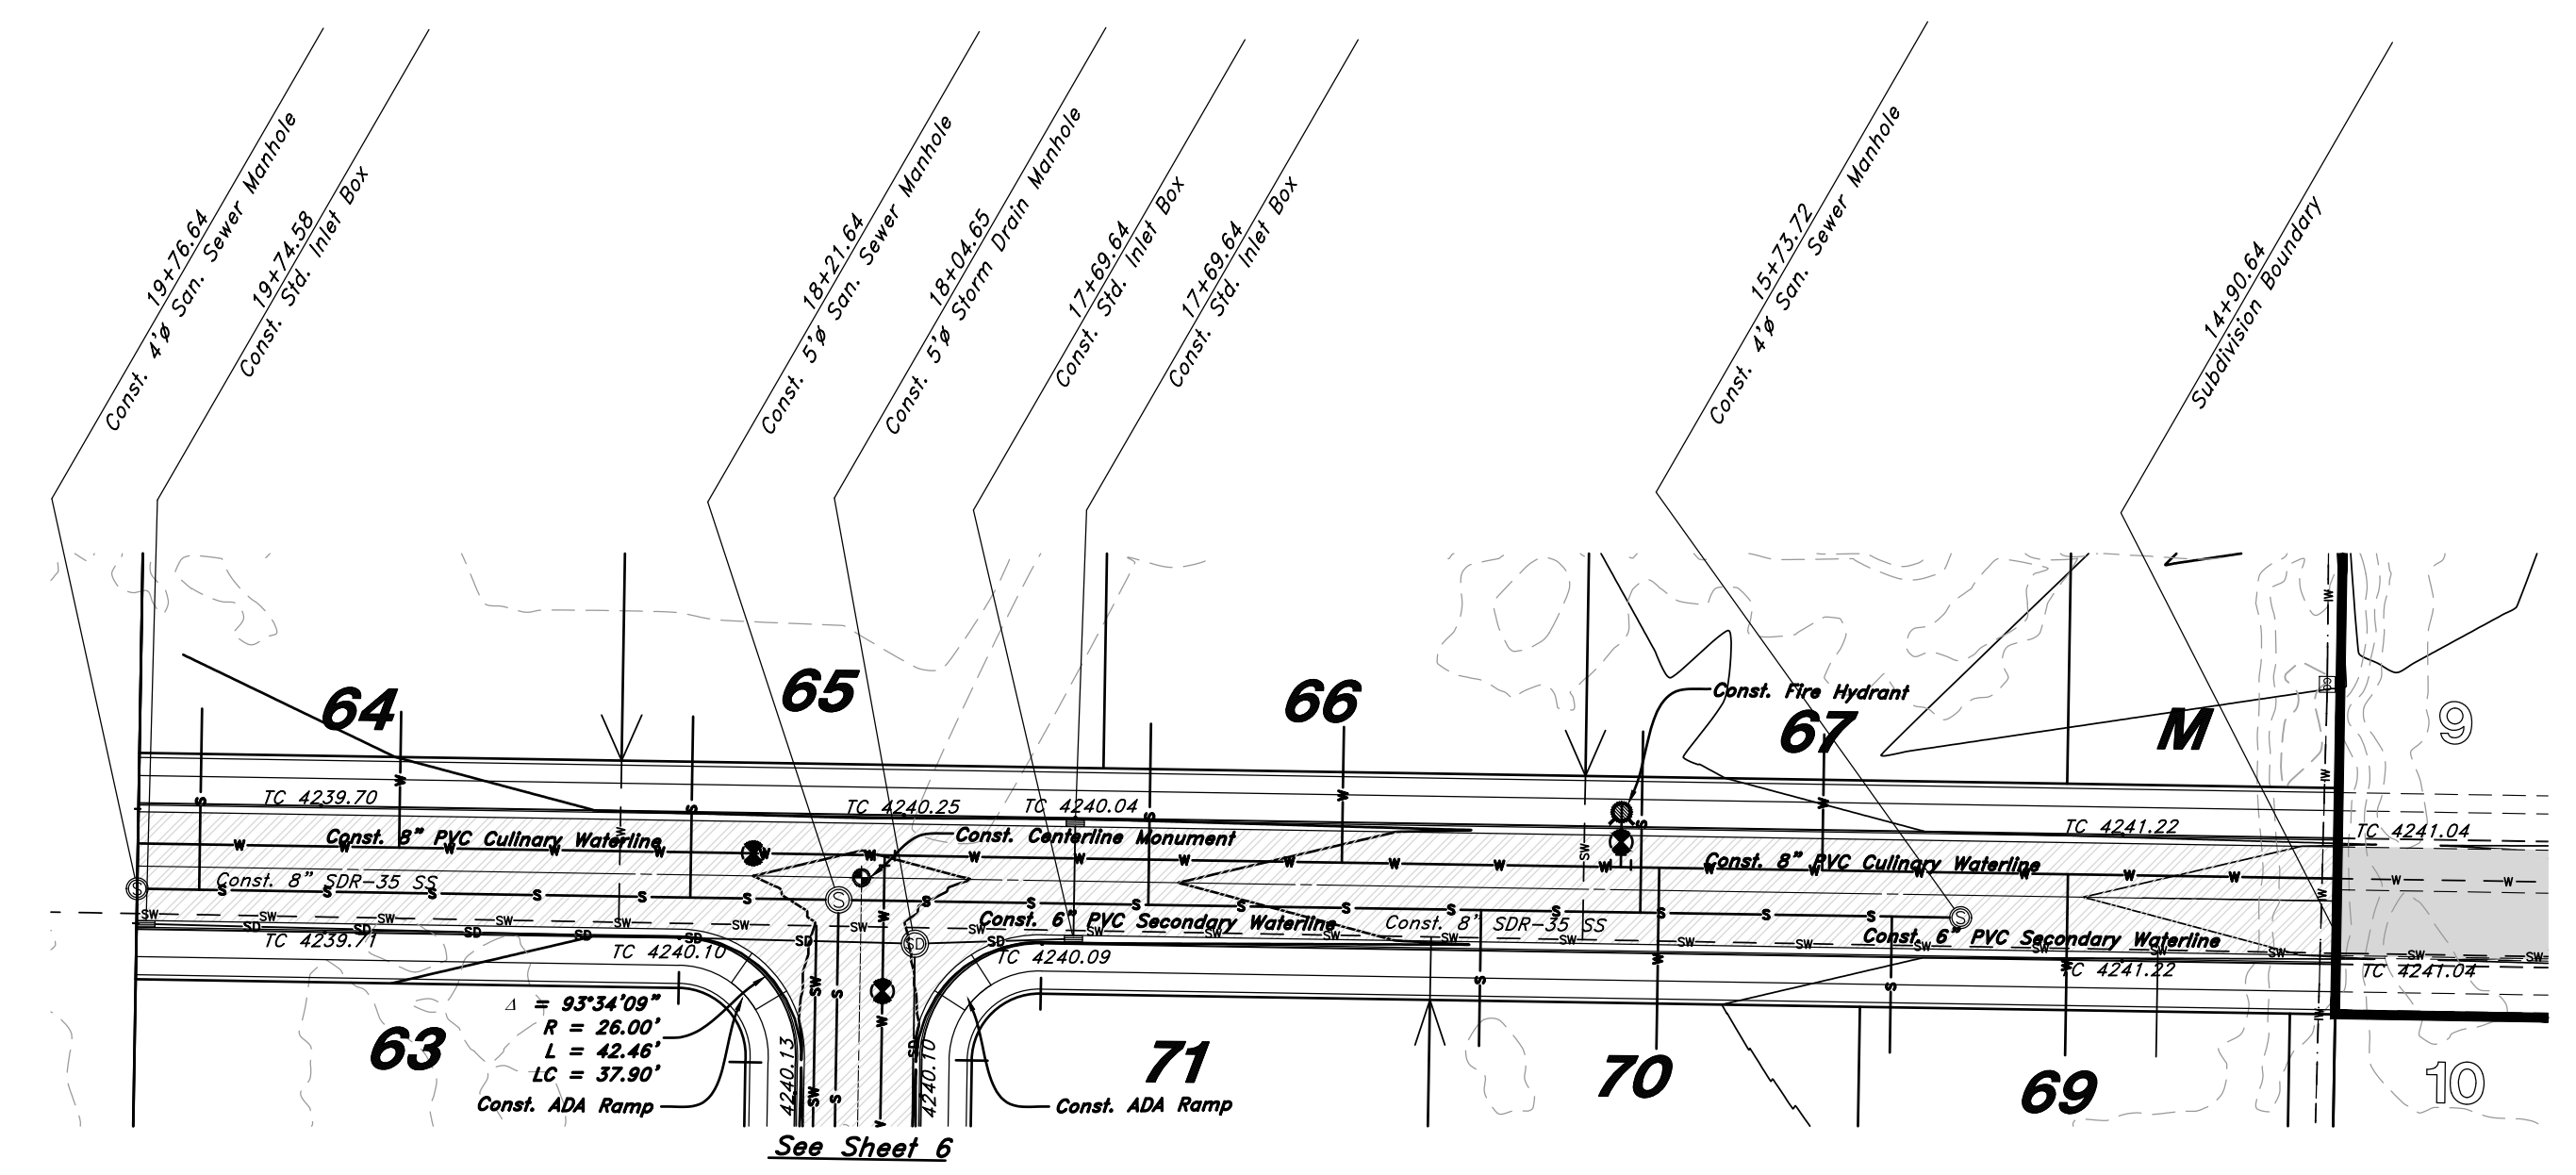 19+76.64
Const. 4'ø San. Sewer Manhole
19+74.58
Const. Std. Inlet Box
18+21.64
Const. 5'ø San. Sewer Manhole
18+04.65
Const. 5'ø Storm Drain Manhole
17+69.64
Const. Std. Inlet Box
17+69.64
Const. Std. Inlet Box
15+73.72
Const. 4'ø San. Sewer Manhole
14+90.64
Subdivision Boundary
64
65
66
67
M
9
Const. Fire Hydrant
TC 4239.70
TC 4240.25
TC 4240.04
TC 4241.22
TC 4241.04
Const. 8" PVC Culinary Waterline
Const. Centerline Monument
Const. 8" PVC Culinary Waterline
Const. 8" SDR-35 SS
Const. 6" PVC Secondary Waterline
Const. 8" SDR-35 SS
Const. 6" PVC Secondary Waterline
TC 4239.71
TC 4240.10
TC 4240.09
TC 4241.22
TC 4241.04
63
Δ = 93°34'09"
R = 26.00'
L = 42.46'
LC = 37.90'
Const. ADA Ramp
4240.13
4240.10
71
Const. ADA Ramp
70
69
10
See Sheet 6